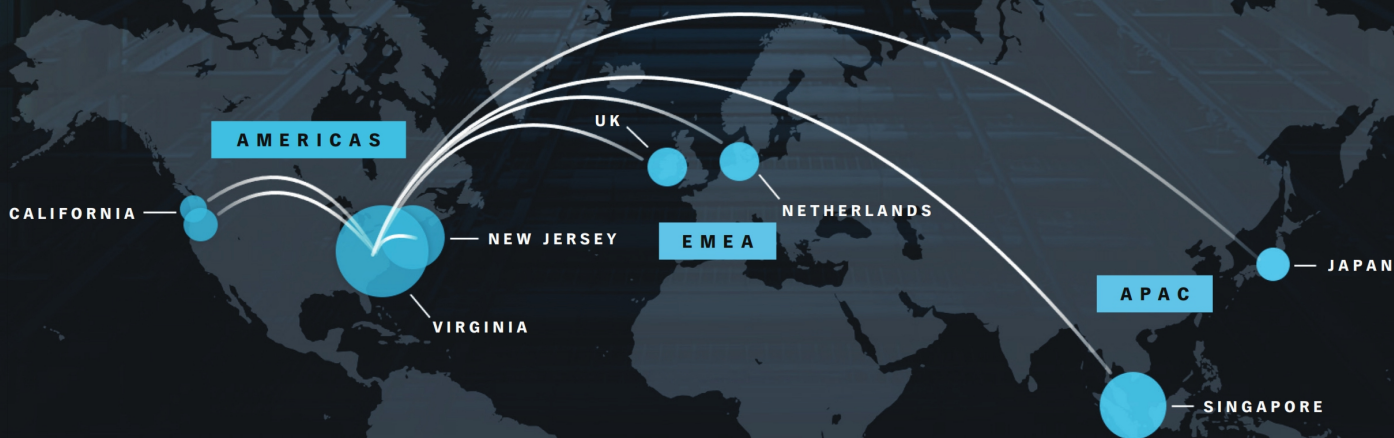 UK
AMERICAS
CALIFORNIA
NETHERLANDS
NEW JERSEY
EMEA
JAPAN
APAC
VIRGINIA
SINGAPORE